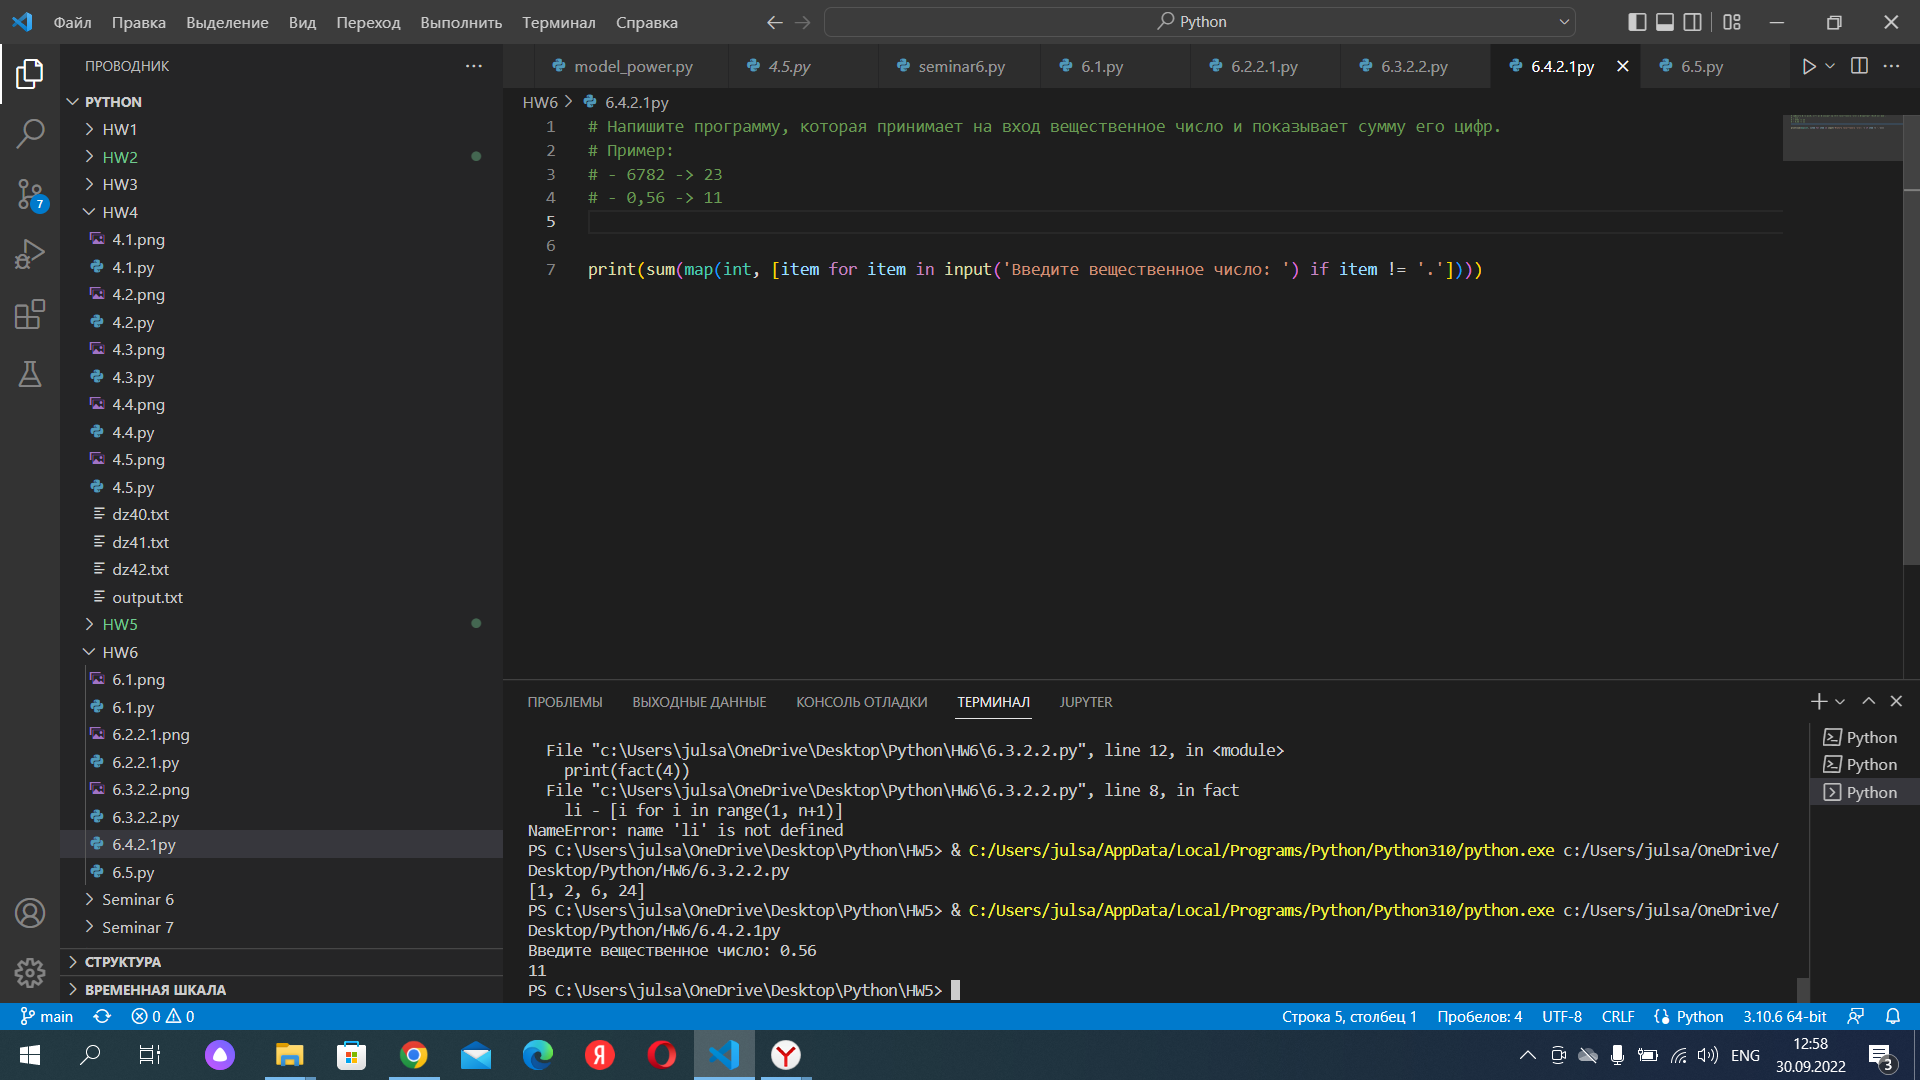 Файл Правка Выделение Вид Переход Выполнить Терминал Справка
Python
ПРОВОДНИК
PYTHON
HW1
HW2
HW3
HW4
4.1.png
4.1.py
4.2.png
4.2.py
4.3.png
4.3.py
4.4.png
4.4.py
4.5.png
4.5.py
dz40.txt
dz41.txt
dz42.txt
output.txt
HW5
HW6
6.1.png
6.1.py
6.2.2.1.png
6.2.2.1.py
6.3.2.2.png
6.3.2.2.py
6.4.2.1py
6.5.py
Seminar 6
Seminar 7
СТРУКТУРА
ВРЕМЕННАЯ ШКАЛА
7
model_power.py 4.5.py seminar6.py 6.1.py 6.2.2.1.py 6.3.2.2.py 6.4.2.1py 6.5.py
HW6 > 6.4.2.1py
1 # Напишите программу, которая принимает на вход вещественное число и показывает сумму его цифр.
2 # Пример:
3 # - 6782 -> 23
4 # - 0,56 -> 11
5
6
7 print(sum(map(int, [item for item in input('Введите вещественное число: ') if item != '.'])))
ПРОБЛЕМЫ ВЫХОДНЫЕ ДАННЫЕ КОНСОЛЬ ОТЛАДКИ ТЕРМИНАЛ JUPYTER
File "c:\Users\julsa\OneDrive\Desktop\Python\HW6\6.3.2.2.py", line 12, in <module>
print(fact(4))
File "c:\Users\julsa\OneDrive\Desktop\Python\HW6\6.3.2.2.py", line 8, in fact
li - [i for i in range(1, n+1)]
NameError: name 'li' is not defined
PS C:\Users\julsa\OneDrive\Desktop\Python\HW5> & C:/Users/julsa/AppData/Local/Programs/Python/Python310/python.exe c:/Users/julsa/OneDrive/
Desktop/Python/HW6/6.3.2.2.py
[1, 2, 6, 24]
PS C:\Users\julsa\OneDrive\Desktop\Python\HW5> & C:/Users/julsa/AppData/Local/Programs/Python/Python310/python.exe c:/Users/julsa/OneDrive/
Desktop/Python/HW6/6.4.2.1py
Введите вещественное число: 0.56
11
PS C:\Users\julsa\OneDrive\Desktop\Python\HW5>
Python
Python
Python
main 0 0 Строка 5, столбец 1 Пробелов: 4 UTF-8 CRLF Python 3.10.6 64-bit
Я Y ENG 12:58
30.09.2022 3